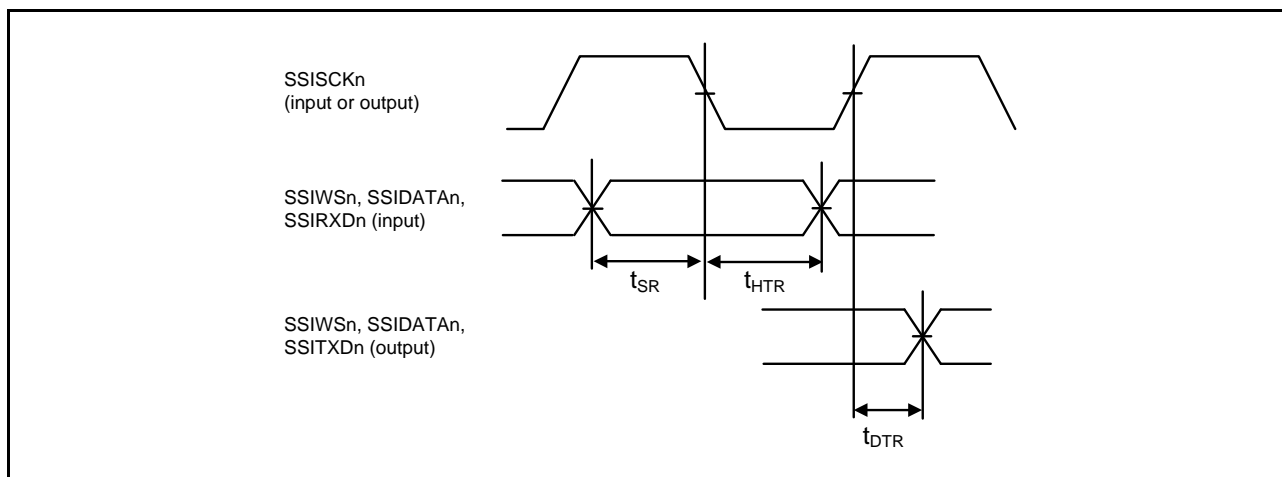 SSISCKn
(input or output)
SSIWSn, SSIDATAn,
SSIRXDn (input)
tSR
tHTR
SSIWSn, SSIDATAn,
SSITXDn (output)
tDTR